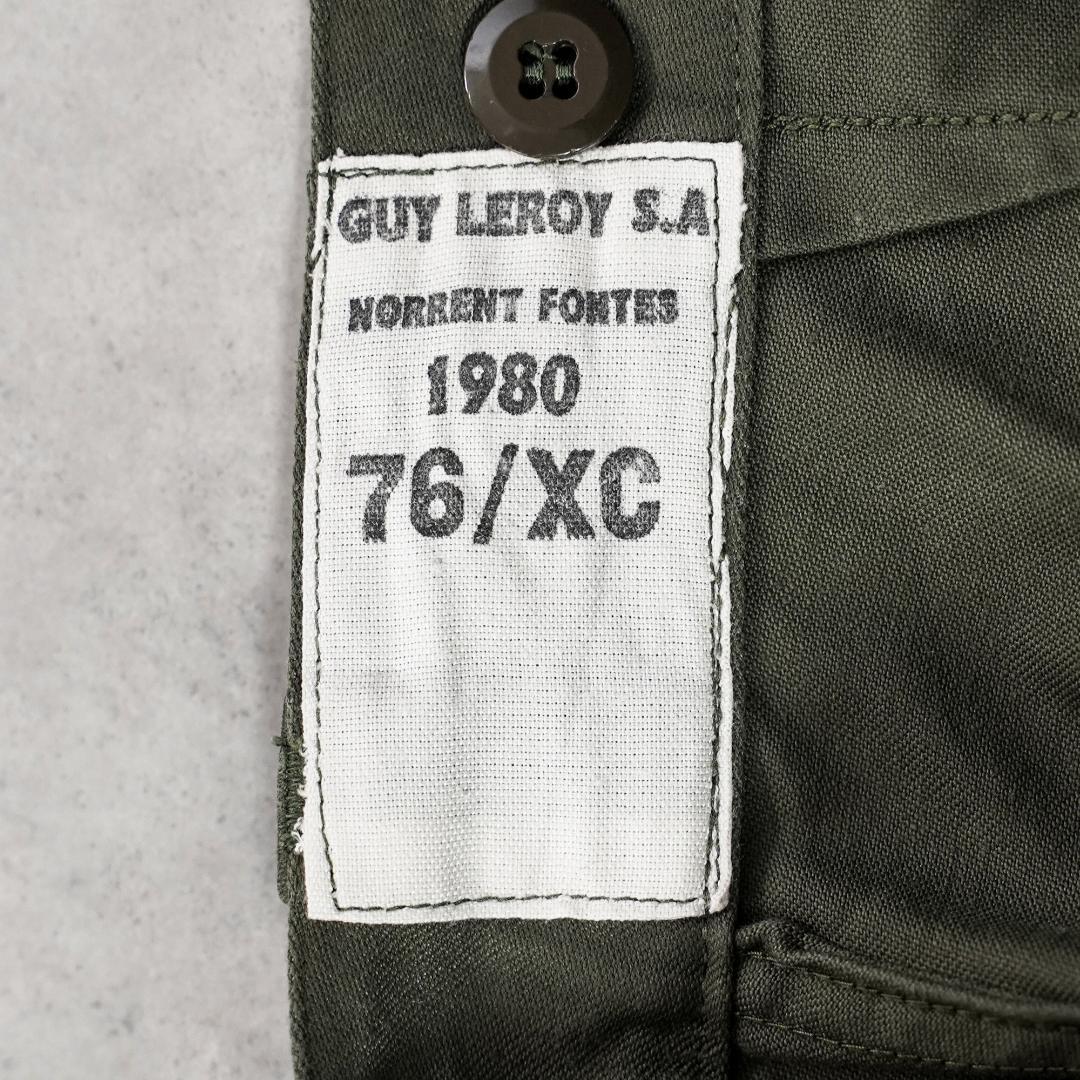 GUY LEROY S.A
NORRENT FONTES
1980
76/XC